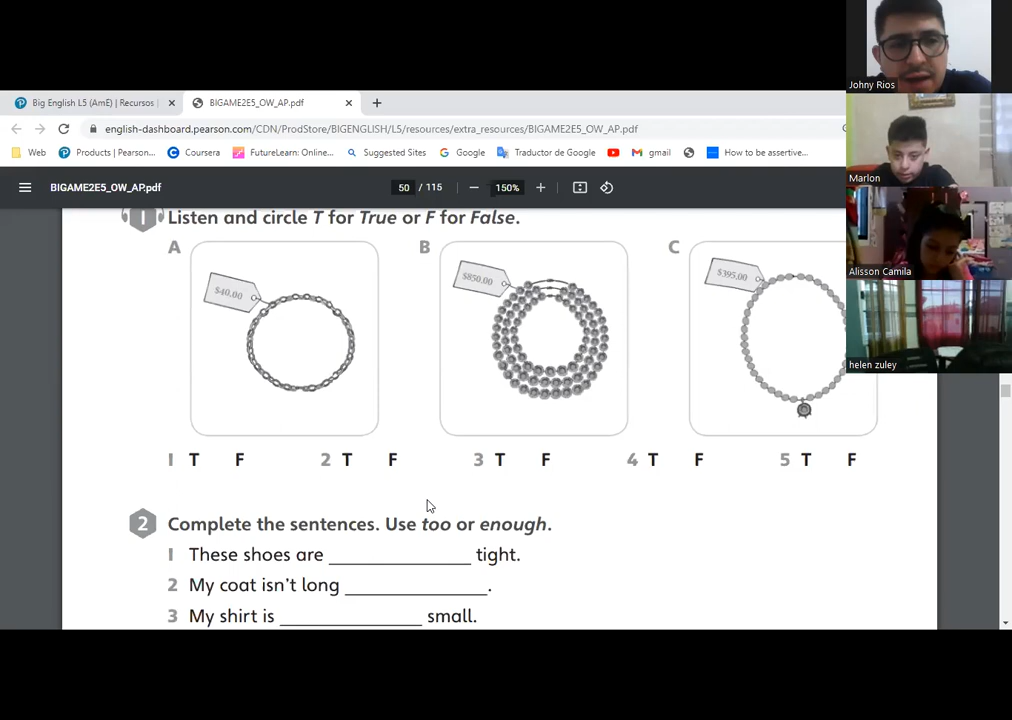 Johny Rios
Big English L5 (AmE) | Recursos
BIGAME2E5_OW_AP.pdf
english-dashboard.pearson.com/CDN/ProdStore/BIGENGLISH/L5/resources/extra_resources/BIGAME2E5_OW_AP.pdf
Web Products | Pearson... Coursera FutureLearn: Online... Suggested Sites Google Traductor de Google gmail How to be assertive...
Marlon
BIGAME2E5_OW_AP.pdf 50 / 115 150%
1 Listen and circle T for True or F for False.
A B C
Alisson Camila
$40.00 $850.00 $395.00
helen zuley
1 T F 2 T F 3 T F 4 T F 5 T F
2 Complete the sentences. Use too or enough.
1 These shoes are _______________ tight.
2 My coat isn't long _______________.
3 My shirt is _______________ small.